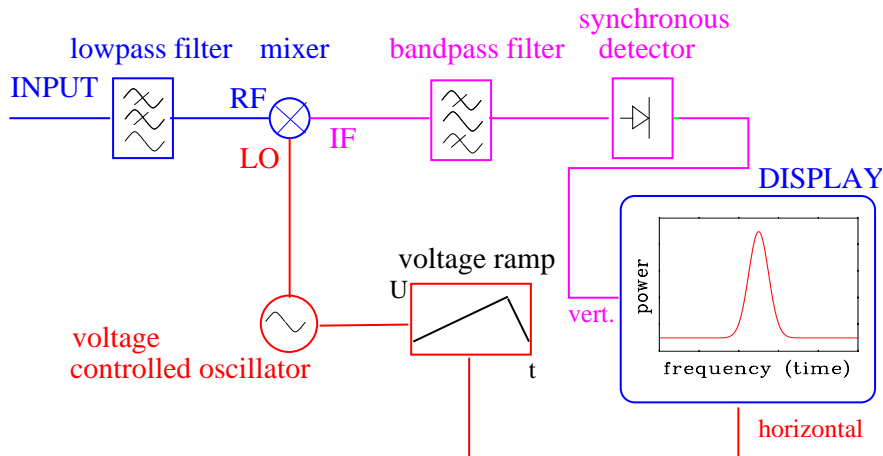 synchronous
lowpass filter mixer bandpass filter detector
INPUT RF
LO IF
DISPLAY
voltage ramp
U
power
vert.
voltage
controlled oscillator
t
frequency (time)
horizontal